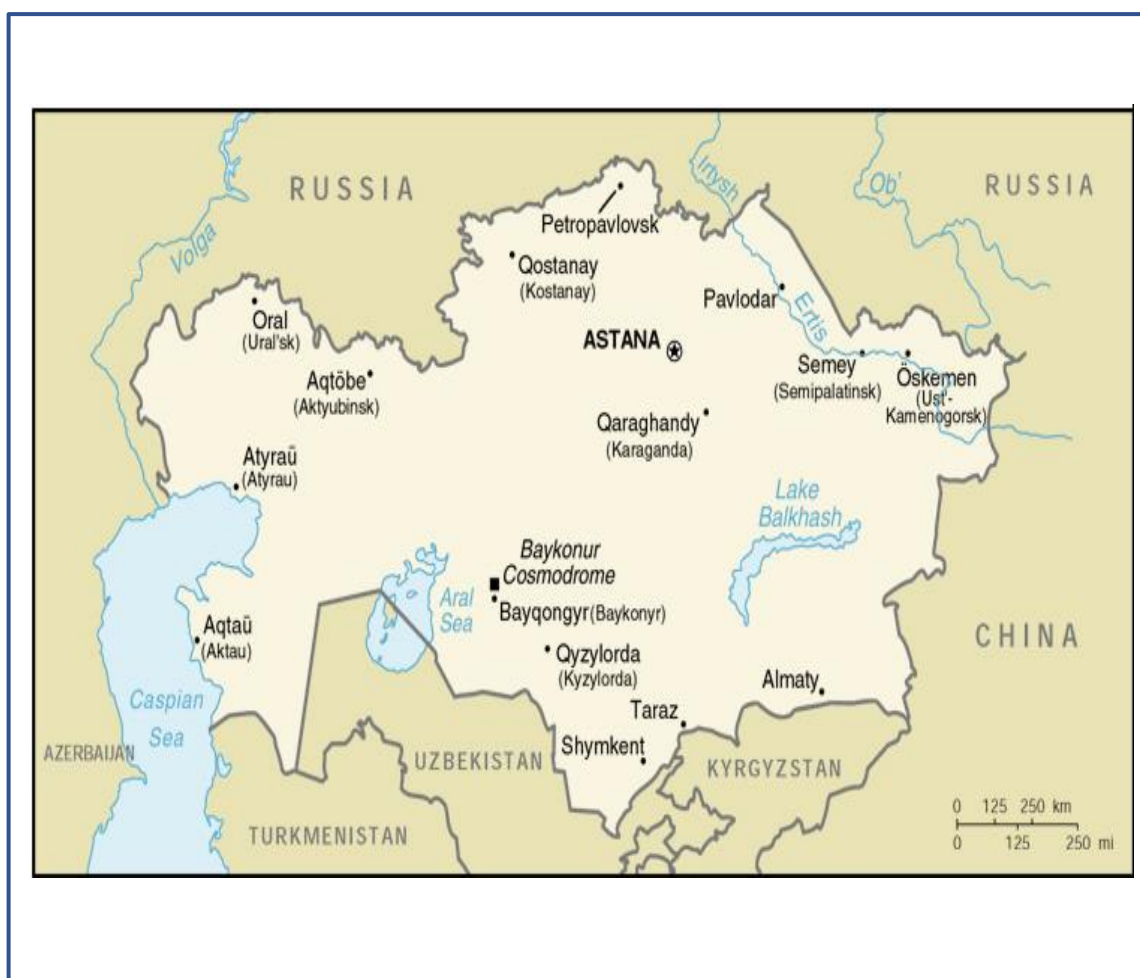 RUSSIA
RUSSIA
Irtysh
Ob'
Volga
Petropavlovsk
Qostanay
(Kostanay)
Pavlodar
Ertis
Oral
(Ural'sk)
ASTANA
Aqtöbe
(Aktyubinsk)
Semey
(Semipalatinsk)
Öskemen
(Ust'-
Kamenogorsk)
Qaraghandy
(Karaganda)
Atyraū
(Atyrau)
Lake
Balkhash
Baykonur
Cosmodrome
Aral
Sea
Bayqongyr (Baykonyr)
Aqtaū
(Aktau)
Qyzylorda
(Kyzylorda)
CHINA
Almaty
Caspian
Sea
Taraz
Shymkent
AZERBAIJAN
UZBEKISTAN
KYRGYZSTAN
TURKMENISTAN
0 125 250 km
0 125 250 mi